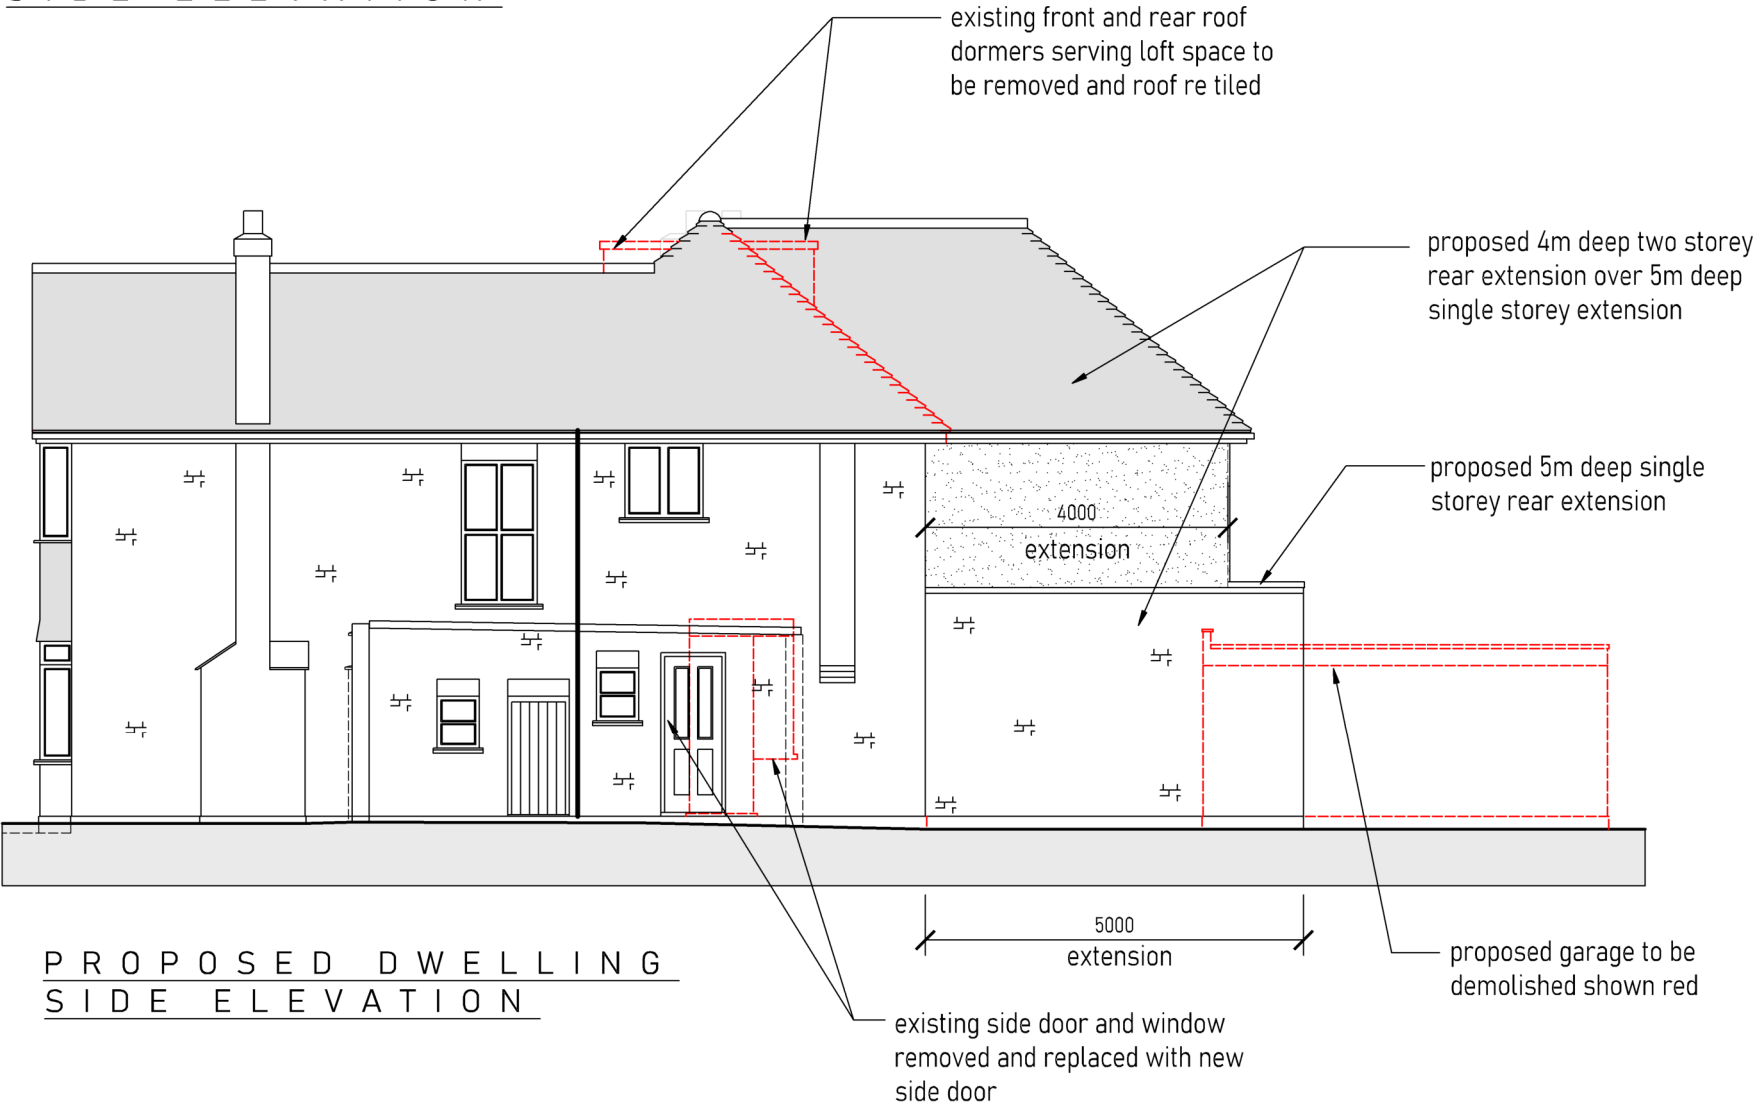 existing front and rear roof
dormers serving loft space to
be removed and roof re tiled
proposed 4m deep two storey
rear extension over 5m deep
single storey extension
proposed 5m deep single
storey rear extension
4000
extension
5000
extension
proposed garage to be
demolished shown red
PROPOSED DWELLING
SIDE ELEVATION
existing side door and window
removed and replaced with new
side door